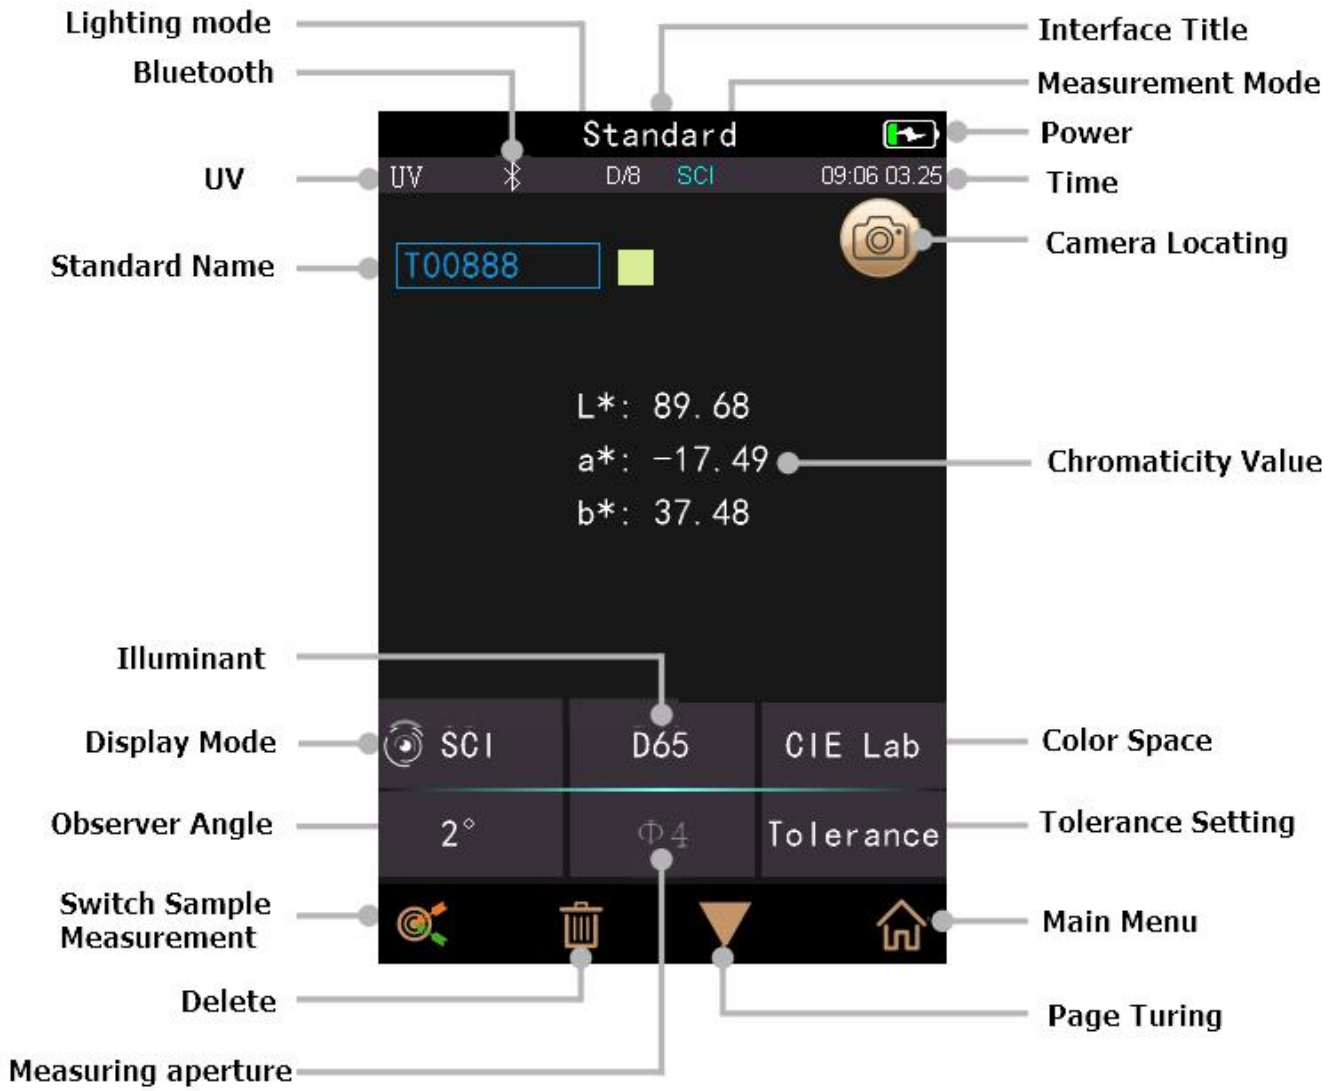 Lighting mode
Interface Title
Bluetooth
Measurement Mode
Standard
Power
UV
UV D/8 SCI 09:06 03.25
Time
Standard Name
T00888
Camera Locating
L*: 89.68
a*: -17.49
Chromaticity Value
b*: 37.48
Illuminant
Display Mode
SCI D65 CIE Lab
Color Space
Observer Angle
2° Φ4 Tolerance
Tolerance Setting
Switch Sample
Measurement
Main Menu
Delete
Page Turing
Measuring aperture